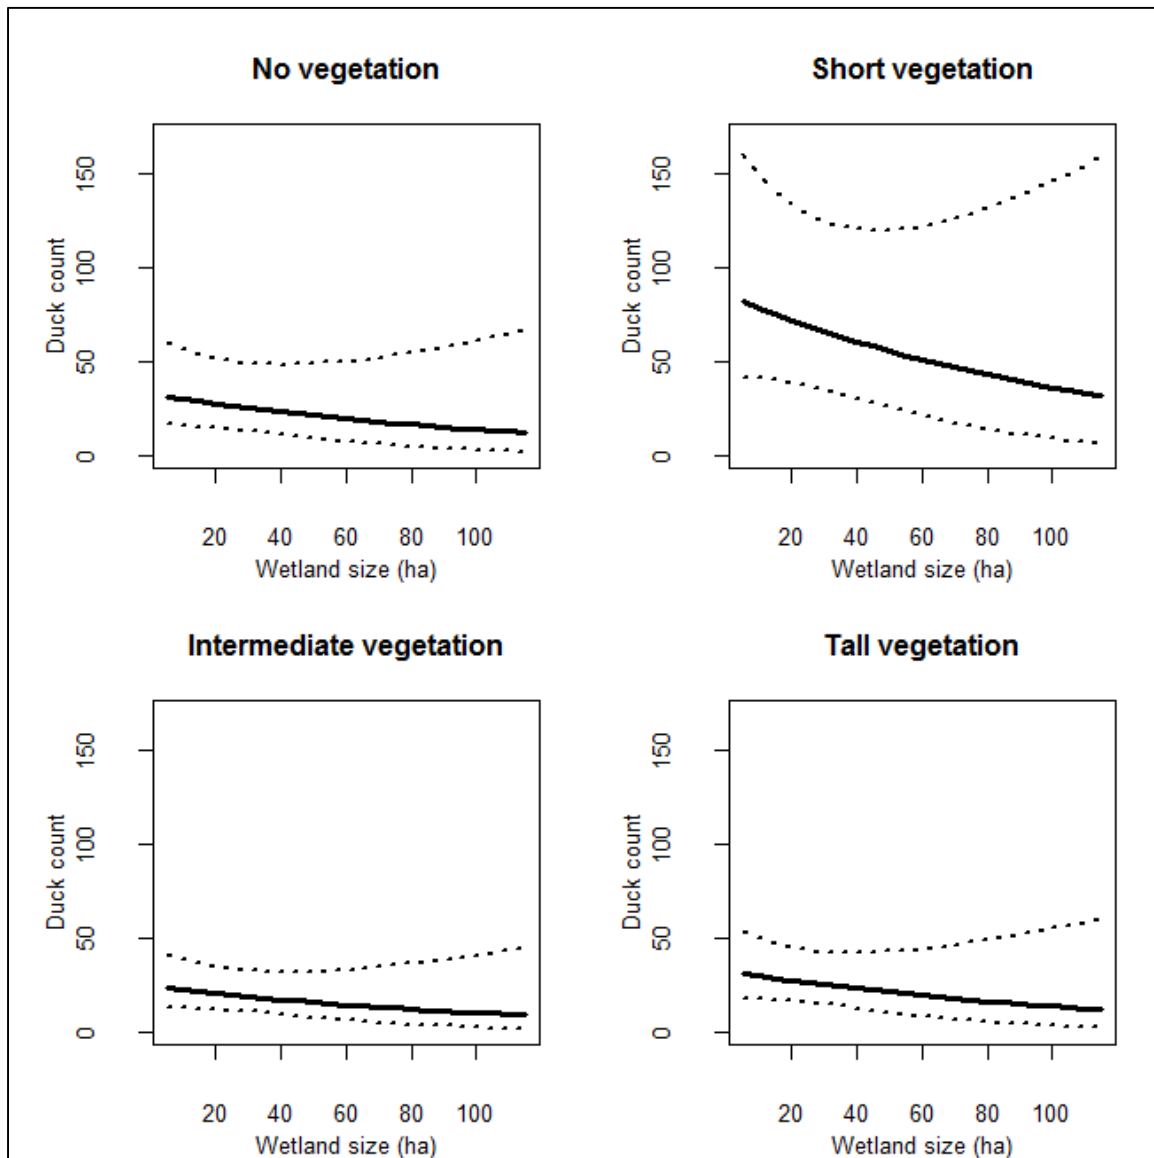 No vegetation
Short vegetation
150
100
50
0
Duck count
20 40 60 80 100
Wetland size (ha)
150
100
50
0
Duck count
20 40 60 80 100
Wetland size (ha)
Intermediate vegetation
Tall vegetation
150
100
50
0
Duck count
20 40 60 80 100
Wetland size (ha)
150
100
50
0
Duck count
20 40 60 80 100
Wetland size (ha)